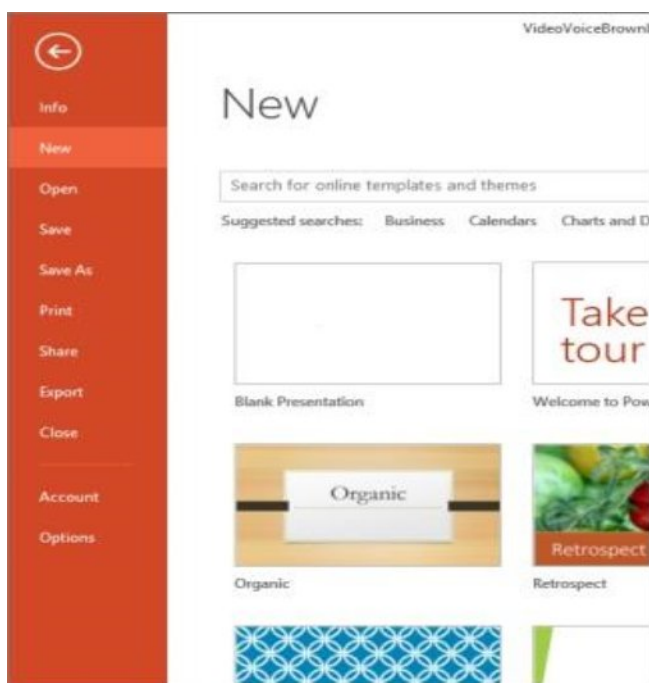 VideoVoiceBrownl
Info
New
Open
Save
Save As
Print
Share
Export
Close
Account
Options
New
Search for online templates and themes
Suggested searches: Business Calendars Charts and D
Take
tour
Blank Presentation
Welcome to Pow
Organic
Retrospect
Organic
Retrospect